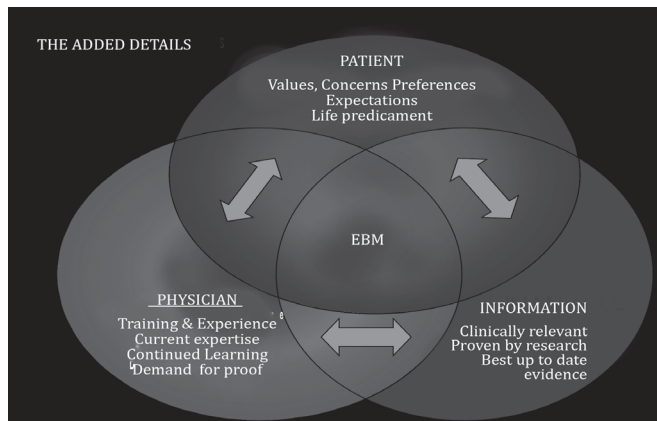 THE ADDED DETAILS
PATIENT
Values, Concerns Preferences
Expectations
Life predicament
EBM
PHYSICIAN
Training & Experience
Current expertise
Continued Learning
Demand for proof
INFORMATION
Clinically relevant
Proven by research
Best up to date
evidence